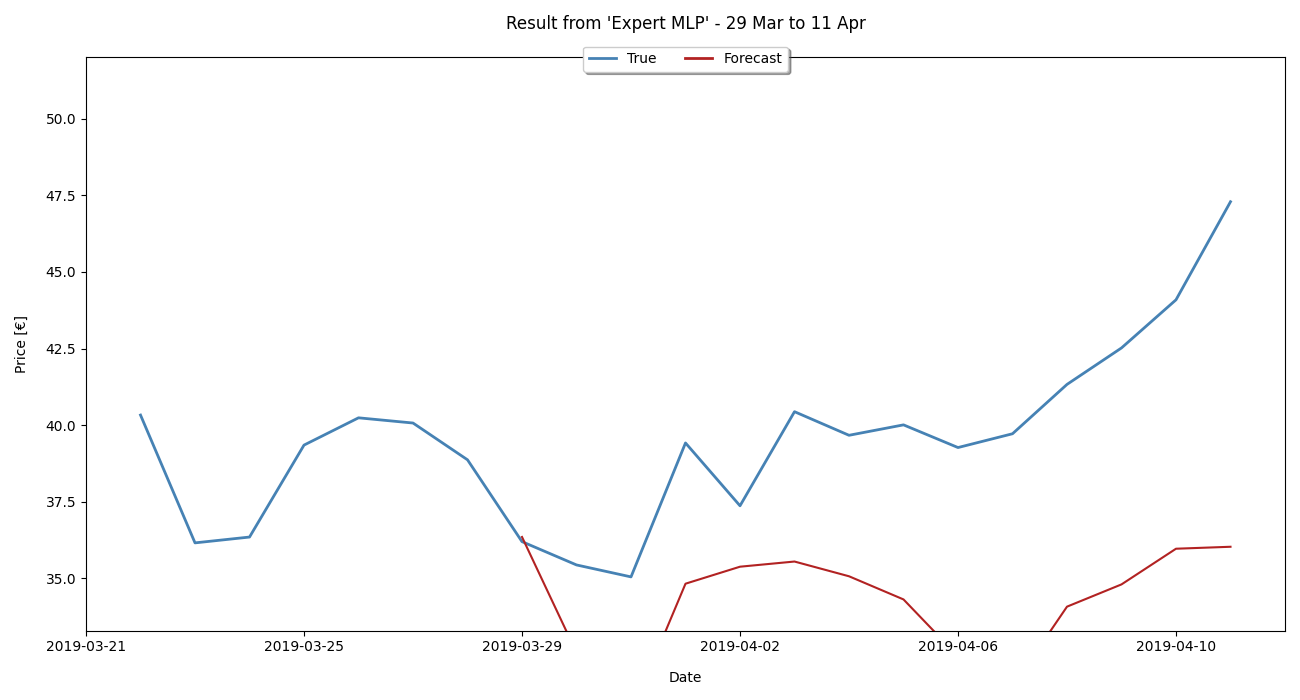 Result from 'Expert MLP' - 29 Mar to 11 Apr
True Forecast
50.0
47.5
45.0
42.5
40.0
37.5
35.0
Price [€]
2019-03-21 2019-03-25 2019-03-29 2019-04-02 2019-04-06 2019-04-10
Date